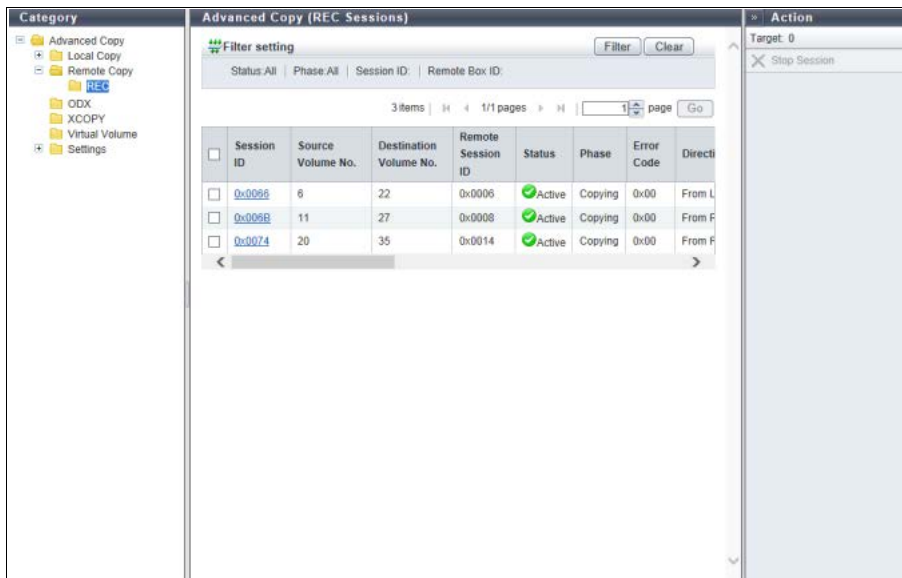 Category
Advanced Copy
Local Copy
Remote Copy
REC
ODX
XCOPY
Virtual Volume
Settings
Advanced Copy (REC Sessions)
Filter setting
Filter
Clear
Status:All | Phase:All | Session ID: | Remote Box ID:
3 items | 1/1 pages | 1 page Go
Session ID Source Volume No. Destination Volume No. Remote Session ID Status Phase Error Code Directi
0x0066 6 22 0x0006 Active Copying 0x00 From L
0x006B 11 27 0x0008 Active Copying 0x00 From F
0x0074 20 35 0x0014 Active Copying 0x00 From F
» Action
Target: 0
Stop Session